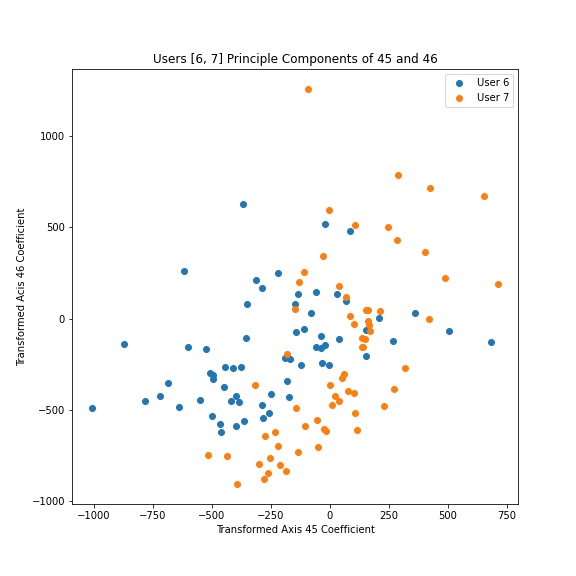 Users [6, 7] Principle Components of 45 and 46
User 6
User 7
Transformed Acis 46 Coefficient
1000
500
0
−500
−1000
−1000 −750 −500 −250 0 250 500 750
Transformed Axis 45 Coefficient